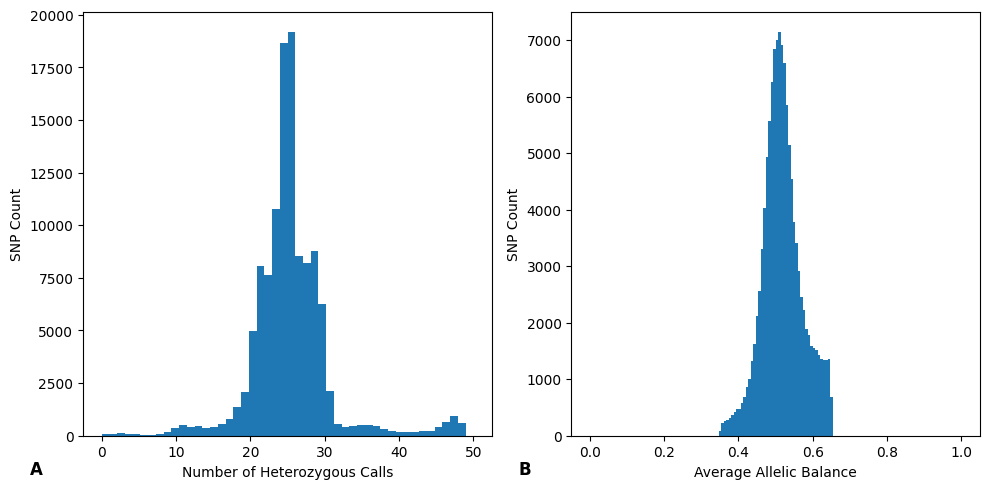 20000
17500
15000
12500
10000
7500
5000
2500
0
SNP Count
0 10 20 30 40 50
Number of Heterozygous Calls
A
7000
6000
5000
4000
3000
2000
1000
0
SNP Count
0.0 0.2 0.4 0.6 0.8 1.0
Average Allelic Balance
B